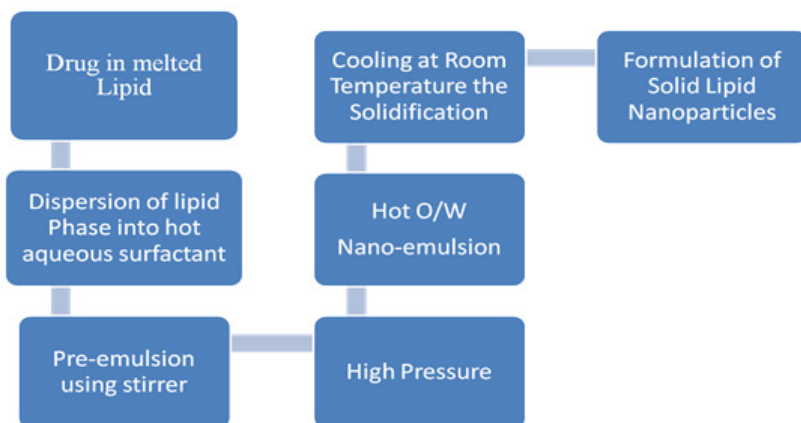 Drug in melted
Lipid
Dispersion of lipid
Phase into hot
aqueous surfactant
Pre-emulsion
using stirrer
High Pressure
Hot O/W
Nano-emulsion
Cooling at Room
Temperature the
Solidification
Formulation of
Solid Lipid
Nanoparticles